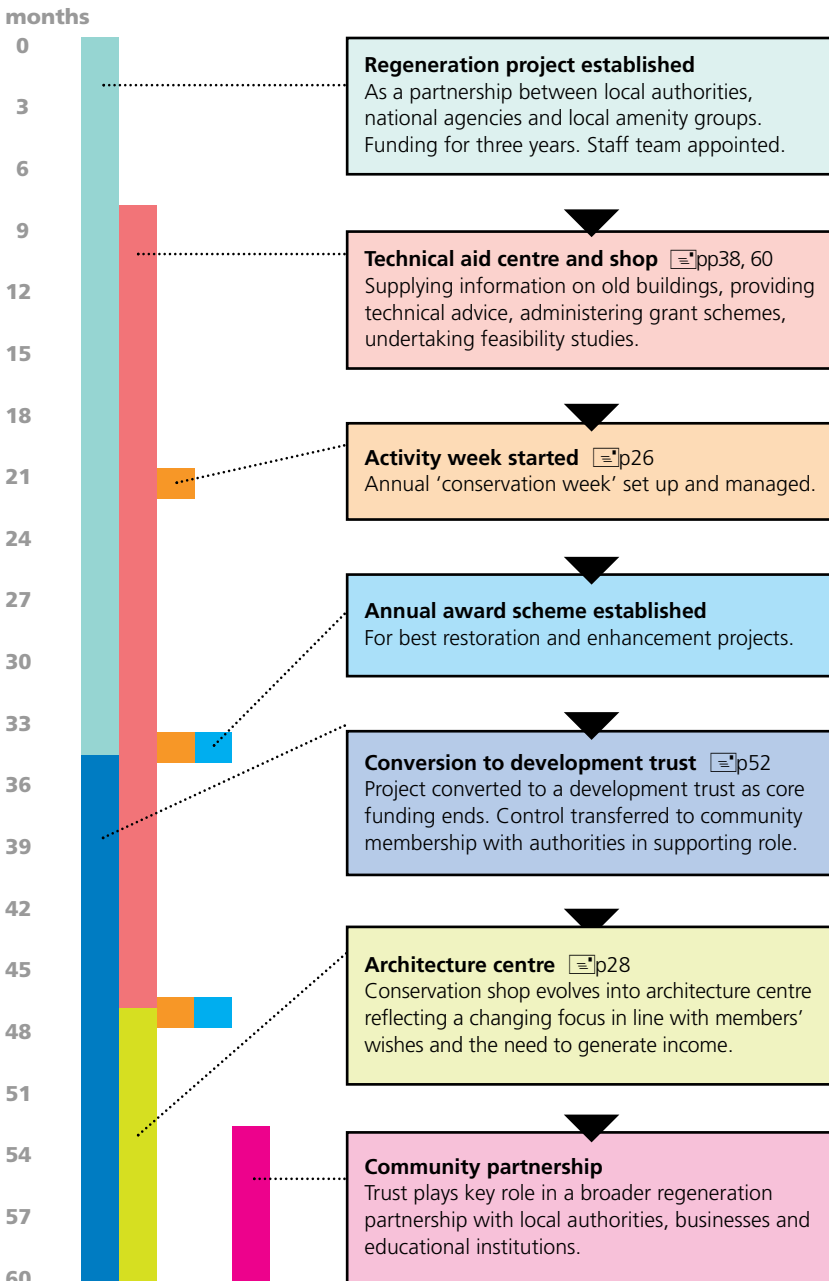 months
0
3
6
9
12
15
18
21
24
27
30
33
36
39
42
45
48
51
54
57
60
Regeneration project established
As a partnership between local authorities,
national agencies and local amenity groups.
Funding for three years. Staff team appointed.
Technical aid centre and shop pp38, 60
Supplying information on old buildings, providing
technical advice, administering grant schemes,
undertaking feasibility studies.
Activity week started p26
Annual ‘conservation week’ set up and managed.
Annual award scheme established
For best restoration and enhancement projects.
Conversion to development trust p52
Project converted to a development trust as core
funding ends. Control transferred to community
membership with authorities in supporting role.
Architecture centre p28
Conservation shop evolves into architecture centre
reflecting a changing focus in line with members’
wishes and the need to generate income.
Community partnership
Trust plays key role in a broader regeneration
partnership with local authorities, businesses and
educational institutions.